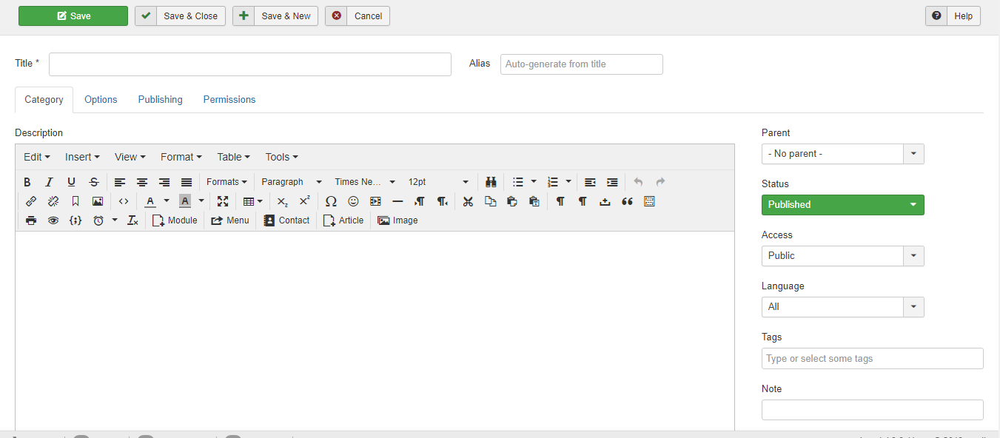 Save Save & Close Save & New Cancel Help
Title * Alias Auto-generate from title
Category Options Publishing Permissions
Description
Edit Insert View Format Table Tools
Formats Paragraph Times Ne... 12pt
Module Menu Contact Article Image
Parent
- No parent -
Status
Published
Access
Public
Language
All
Tags
Type or select some tags
Note